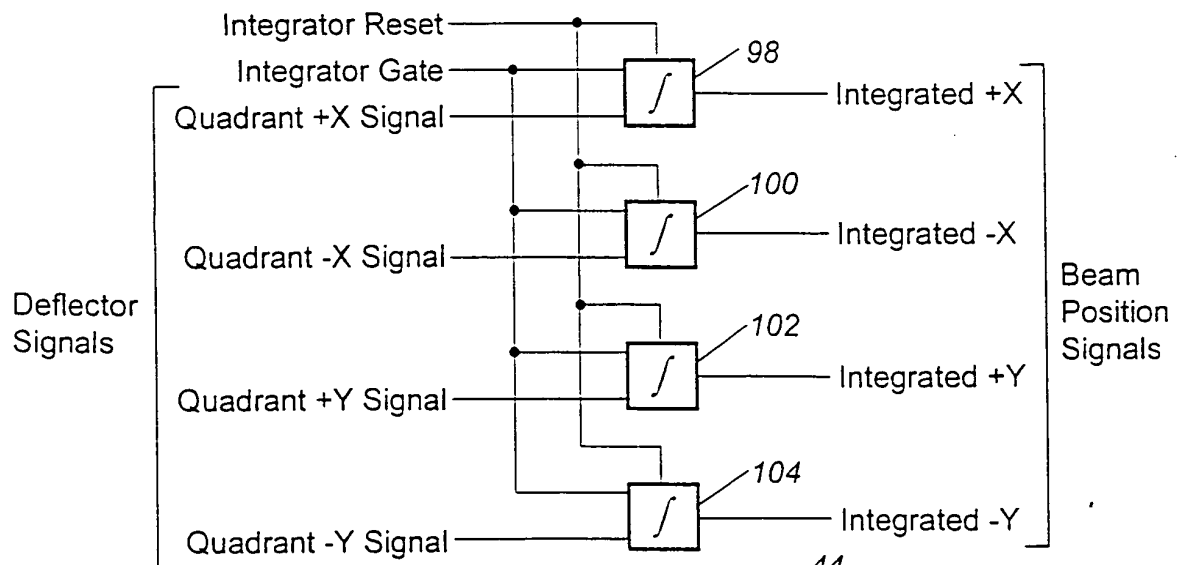 Integrator Reset
Integrator Gate
98
Integrated +X
Quadrant +X Signal
100
Integrated -X
Quadrant -X Signal
Deflector
Signals
Beam
Position
Signals
102
Integrated +Y
Quadrant +Y Signal
104
Integrated -Y
Quadrant -Y Signal
44